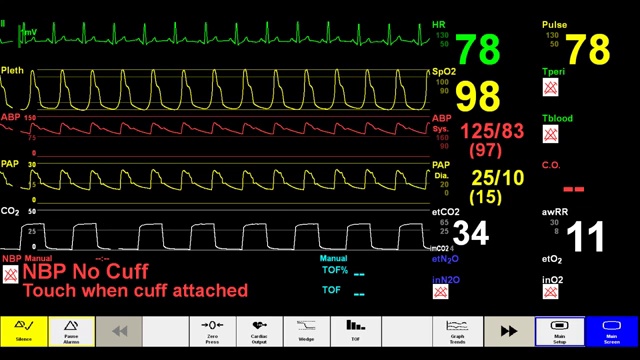 II
1mV
HR
130
50
78
Pulse
130
50
78
Pleth
SpO2
100
90
98
Tperi
ABP
150
75
0
ABP
Sys.
160
90
125/83
(97)
Tblood
PAP
30
15
0
PAP
Dia.
20
0
25/10
(15)
C.O.
--
CO2
50
25
0
etCO2
65
25
imCO2 4
34
awRR
30
8
11
NBP Manual --:--
NBP No Cuff
Touch when cuff attached
Manual
TOF% --
TOF --
etN2O
inN2O
etO2
inO2
Silence
Pause
Alarms
Zero
Press
Cardiac
Output
Wedge
TOF
Graph
Trends
Main
Setup
Main
Screen